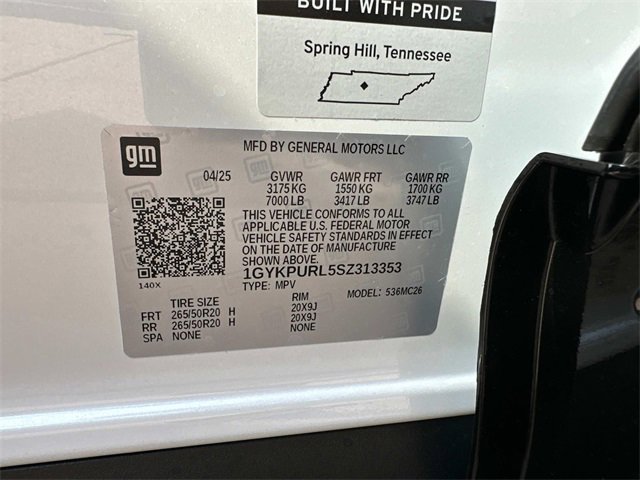 BUILT WITH PRIDE
Spring Hill, Tennessee
gm
MFD BY GENERAL MOTORS LLC
04/25 GVWR GAWR FRT GAWR RR
3175 KG 1550 KG 1700 KG
7000 LB 3417 LB 3747 LB
THIS VEHICLE CONFORMS TO ALL
APPLICABLE U.S. FEDERAL MOTOR
VEHICLE SAFETY STANDARDS IN EFFECT
ON THE DATE OF MANUFACTURE
SHOWN ABOVE.
1GYKPURL5SZ313353
140X
TYPE: MPV MODEL: 536MC26
TIRE SIZE RIM
FRT 265/50R20 H 20X9J
RR 265/50R20 H 20X9J
SPA NONE NONE